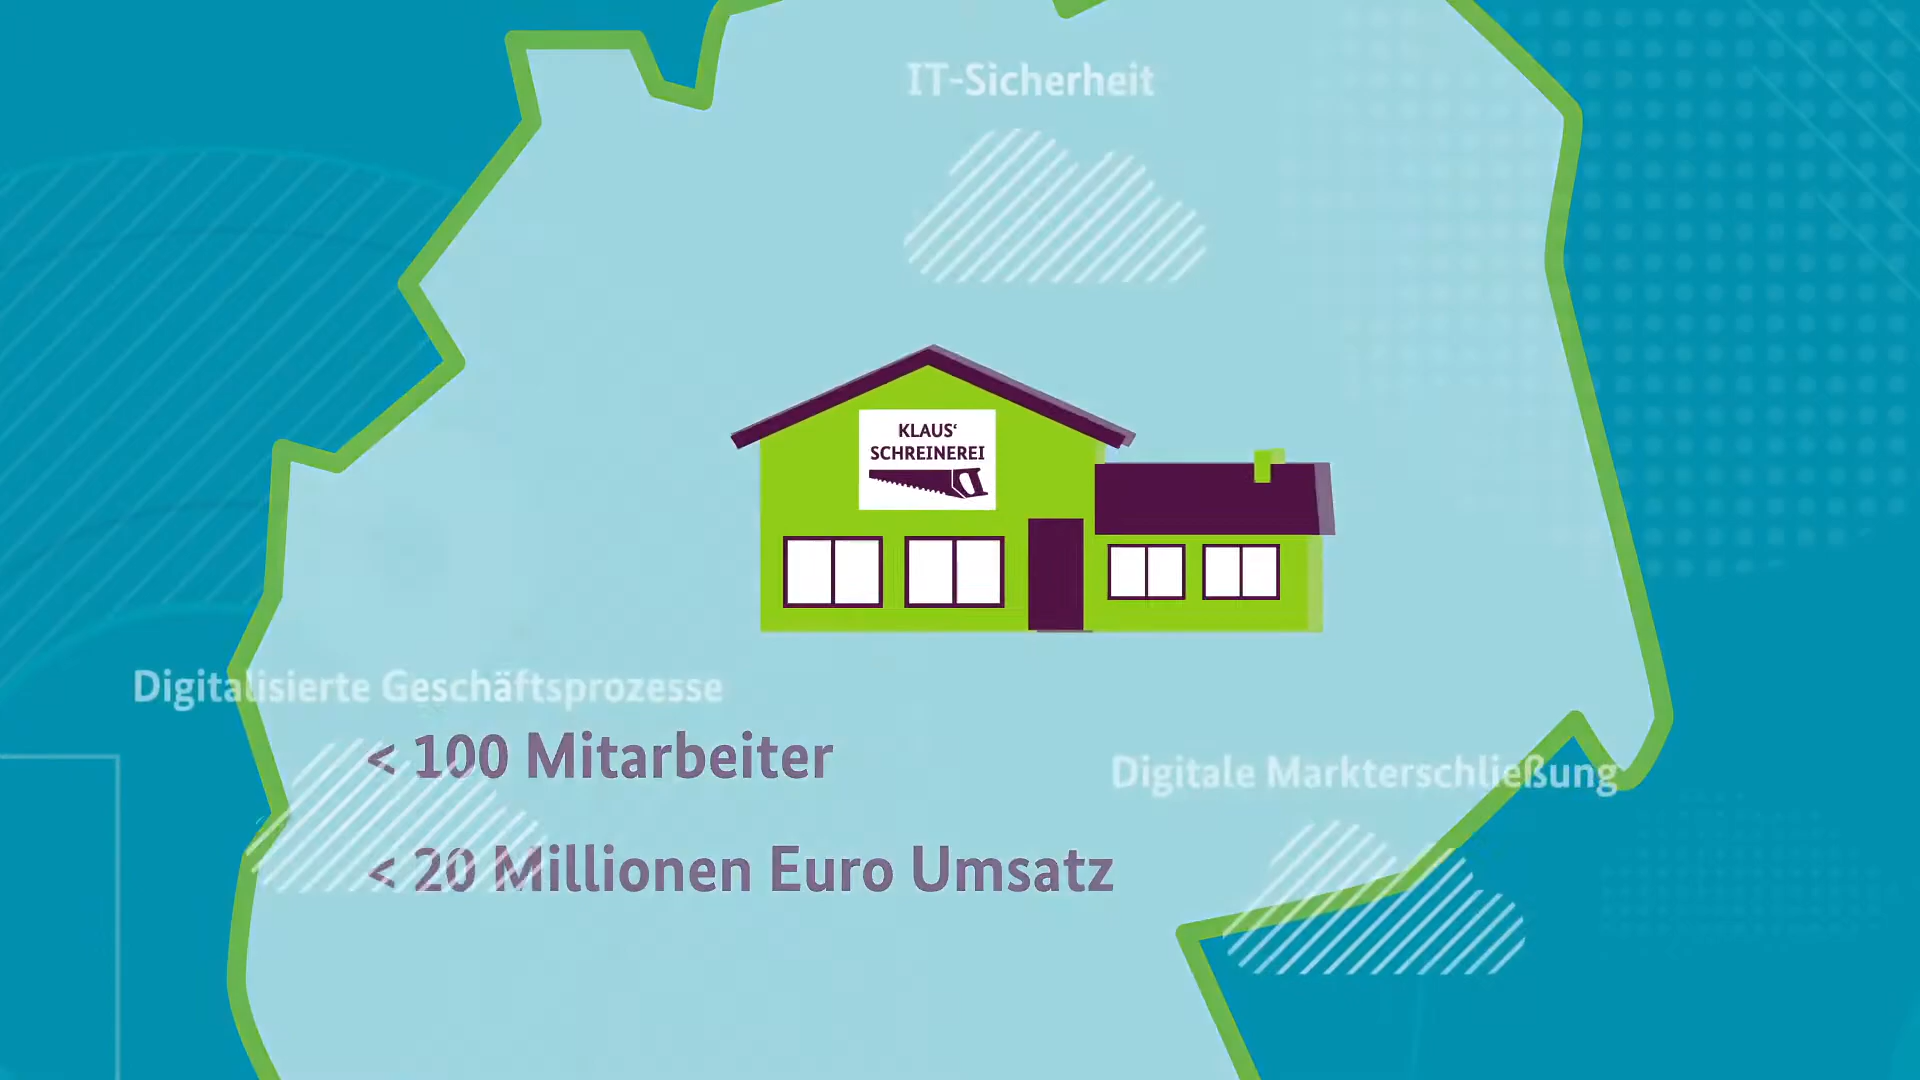 IT-Sicherheit
KLAUS‘
SCHREINEREI
Digitalisierte Geschäftsprozesse
< 100 Mitarbeiter
Digitale Markterschließung
< 20 Millionen Euro Umsatz